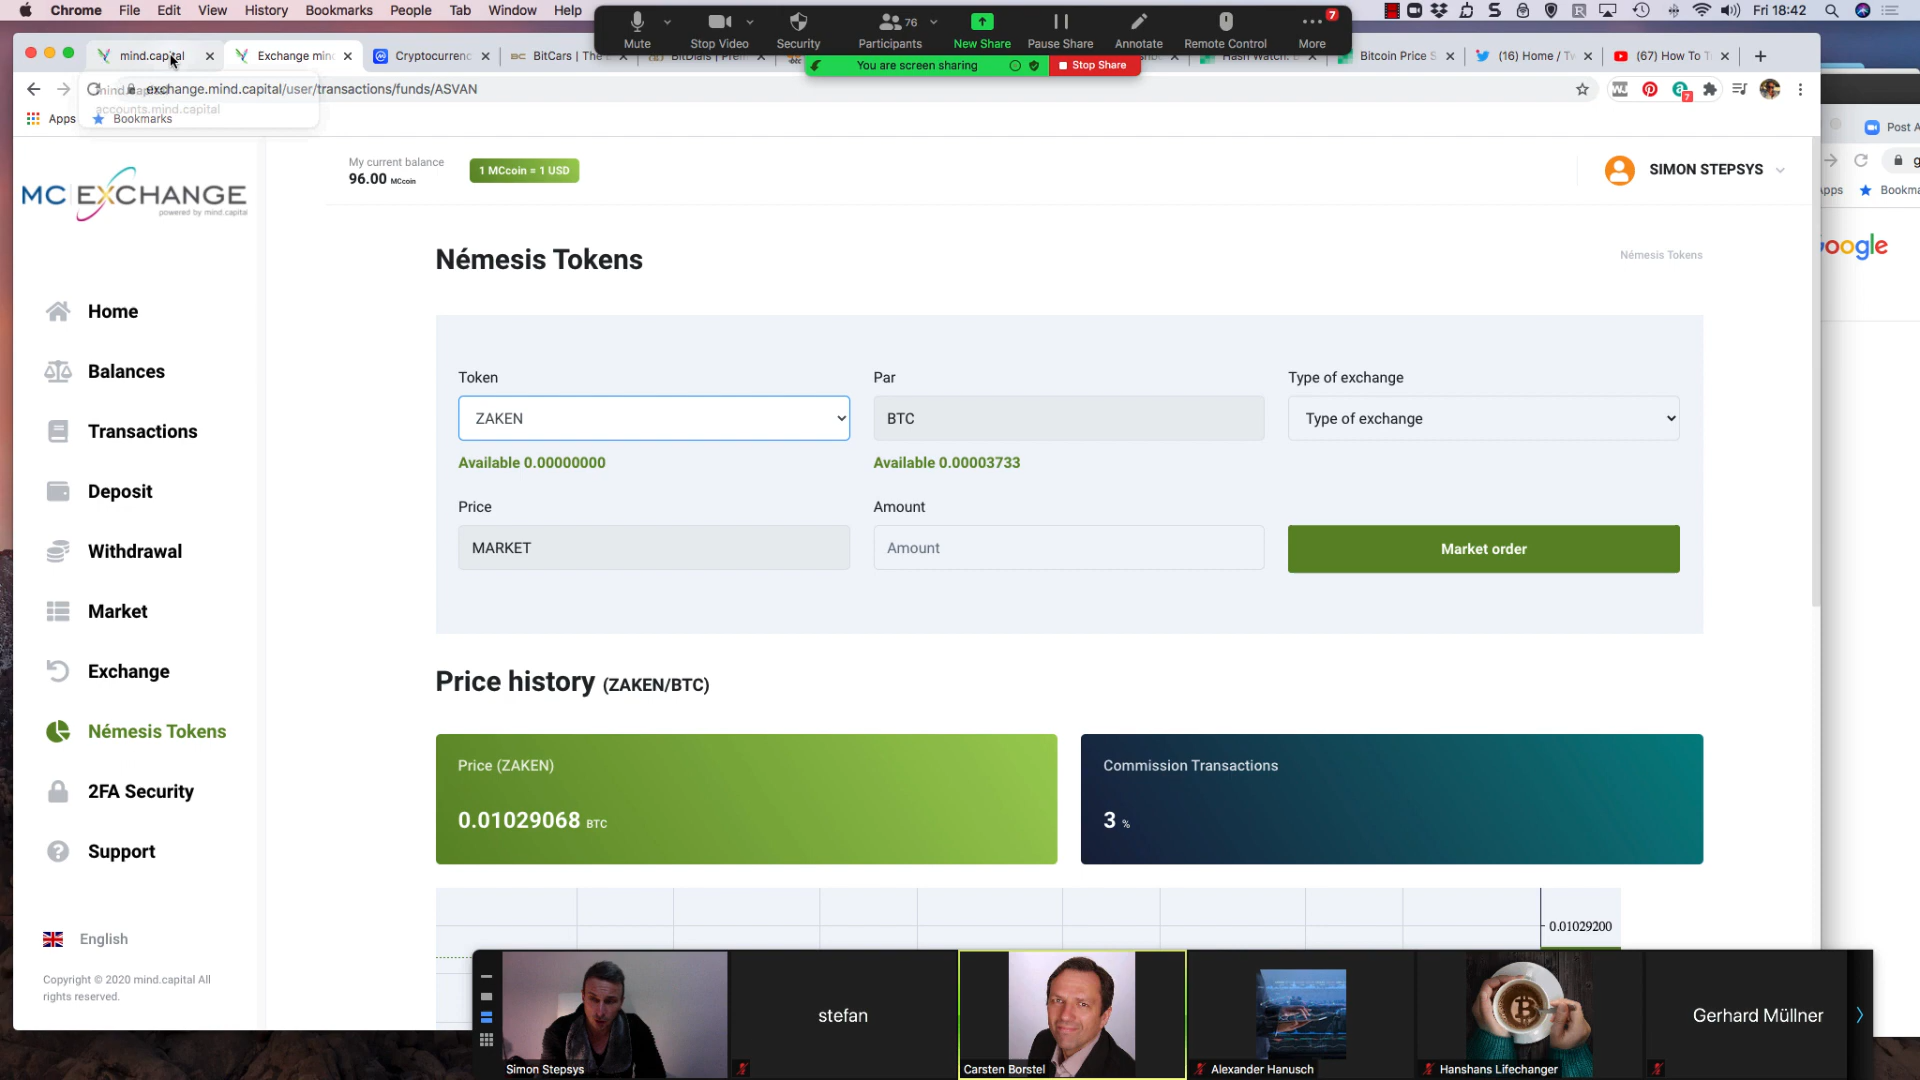 Chrome File Edit View History Bookmarks People Tab Window Help
Fri 18:42
Mute
Stop Video
Security
76
Participants
New Share
Pause Share
Annotate
Remote Control
7
More
You are screen sharing
Stop Share
mind.capital
Exchange min
Cryptocurrenc
BitCars | The
Bitcoin Price S
(16) Home / Tw
(67) How To T
exchange.mind.capital/user/transactions/funds/ASVAN
accounts.mind.capital
Apps
Bookmarks
Post A
Google
MC EXCHANGE
powered by mind.capital
My current balance
96.00 MCcoin
1 MCcoin = 1 USD
SIMON STEPSYS
Home
Balances
Transactions
Deposit
Withdrawal
Market
Exchange
Némesis Tokens
2FA Security
Support
English
Copyright © 2020 mind.capital All
rights reserved.
Némesis Tokens
Némesis Tokens
Token
Par
Type of exchange
ZAKEN
BTC
Type of exchange
Available 0.00000000
Available 0.00003733
Price
Amount
MARKET
Amount
Market order
Price history (ZAKEN/BTC)
Price (ZAKEN)
0.01029068 BTC
Commission Transactions
3 %
0.01029200
Simon Stepsys
stefan
Carsten Borstel
Alexander Hanusch
Hanshans Lifechanger
Gerhard Müllner